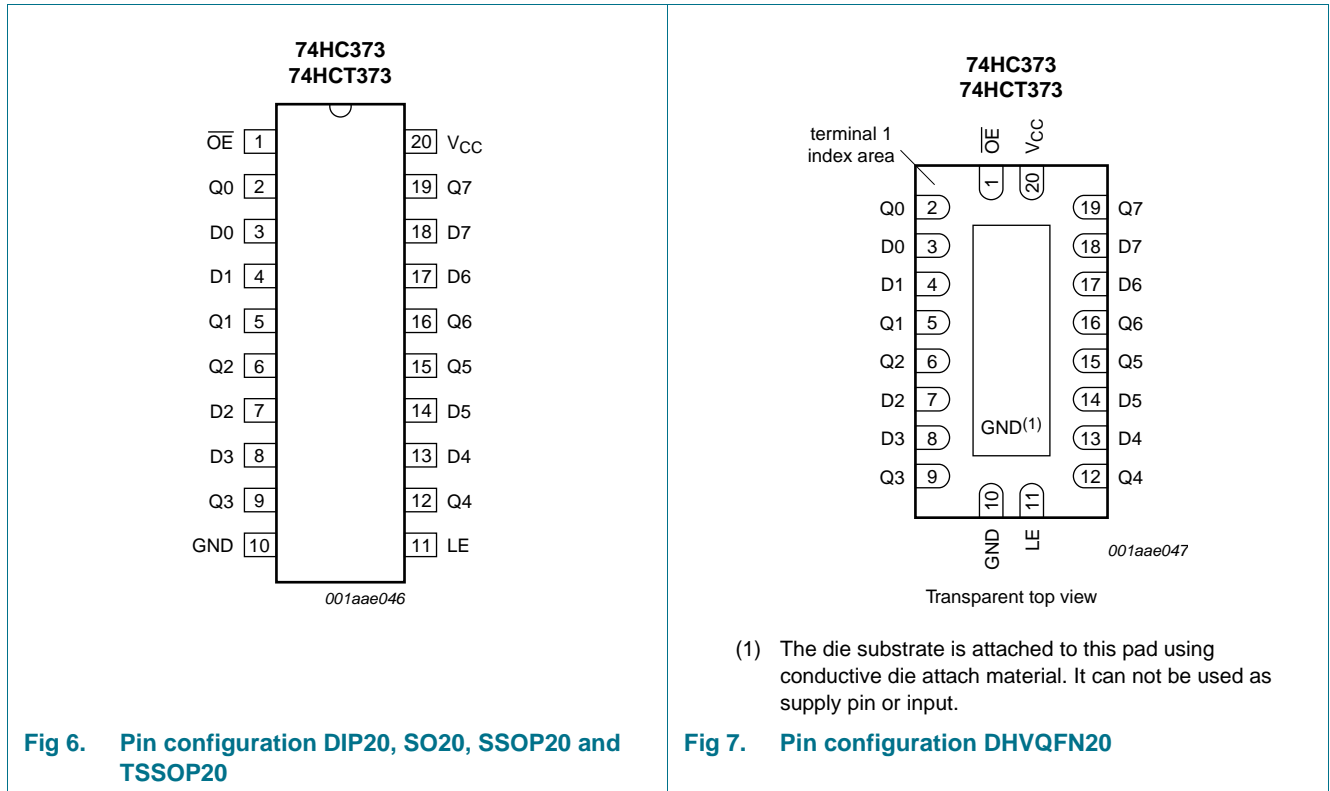 74HC373
74HCT373
OE 1
20 VCC
Q0 2
19 Q7
D0 3
18 D7
D1 4
17 D6
Q1 5
16 Q6
Q2 6
15 Q5
D2 7
14 D5
D3 8
13 D4
Q3 9
12 Q4
GND 10
11 LE
001aae046
Fig 6. Pin configuration DIP20, SO20, SSOP20 and
TSSOP20
74HC373
74HCT373
terminal 1
index area
OE
VCC
1
20
Q0 2
19 Q7
D0 3
18 D7
D1 4
17 D6
Q1 5
16 Q6
Q2 6
15 Q5
D2 7
14 D5
D3 8
13 D4
Q3 9
12 Q4
GND(1)
10
11
GND
LE
001aae047
Transparent top view
(1) The die substrate is attached to this pad using
conductive die attach material. It can not be used as
supply pin or input.
Fig 7. Pin configuration DHVQFN20